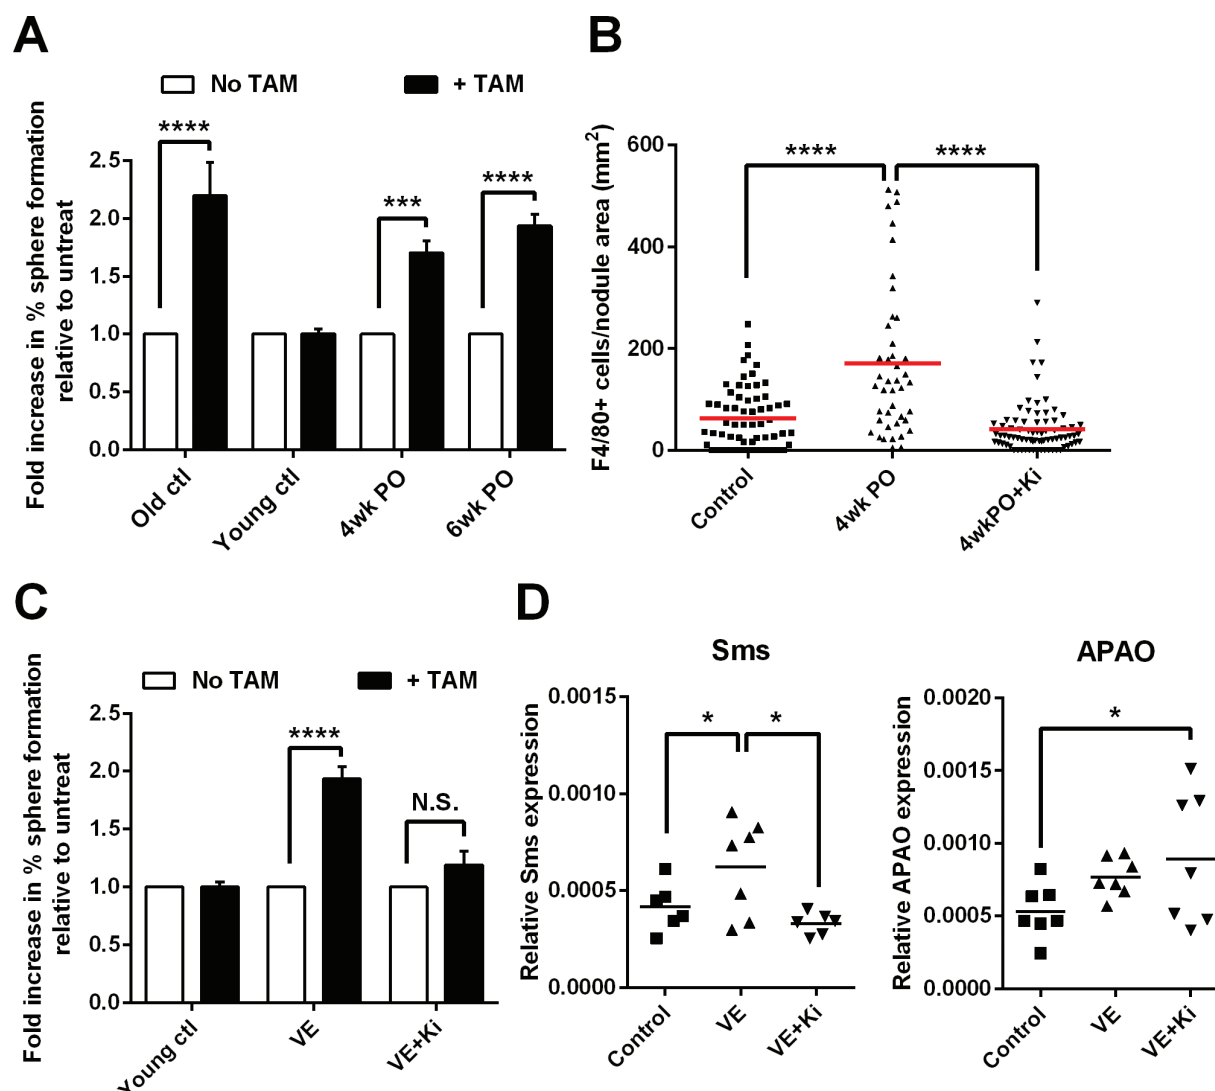 A
No TAM
+ TAM
Fold increase in % sphere formation
relative to untreat
2.5
2.0
1.5
1.0
0.5
0.0
****
***
****
Old ctl
Young ctl
4wk PO
6wk PO
B
F4/80+ cells/nodule area (mm²)
600
400
200
0
****
****
Control
4wk PO
4wkPO+Ki
C
No TAM
+ TAM
Fold increase in % sphere formation
relative to untreat
2.5
2.0
1.5
1.0
0.5
0.0
****
N.S.
Young ctl
VE
VE+Ki
D
Sms
Relative Sms expression
0.0015
0.0010
0.0005
0.0000
*
*
Control
VE
VE+Ki
APAO
Relative APAO expression
0.0020
0.0015
0.0010
0.0005
0.0000
*
Control
VE
VE+Ki